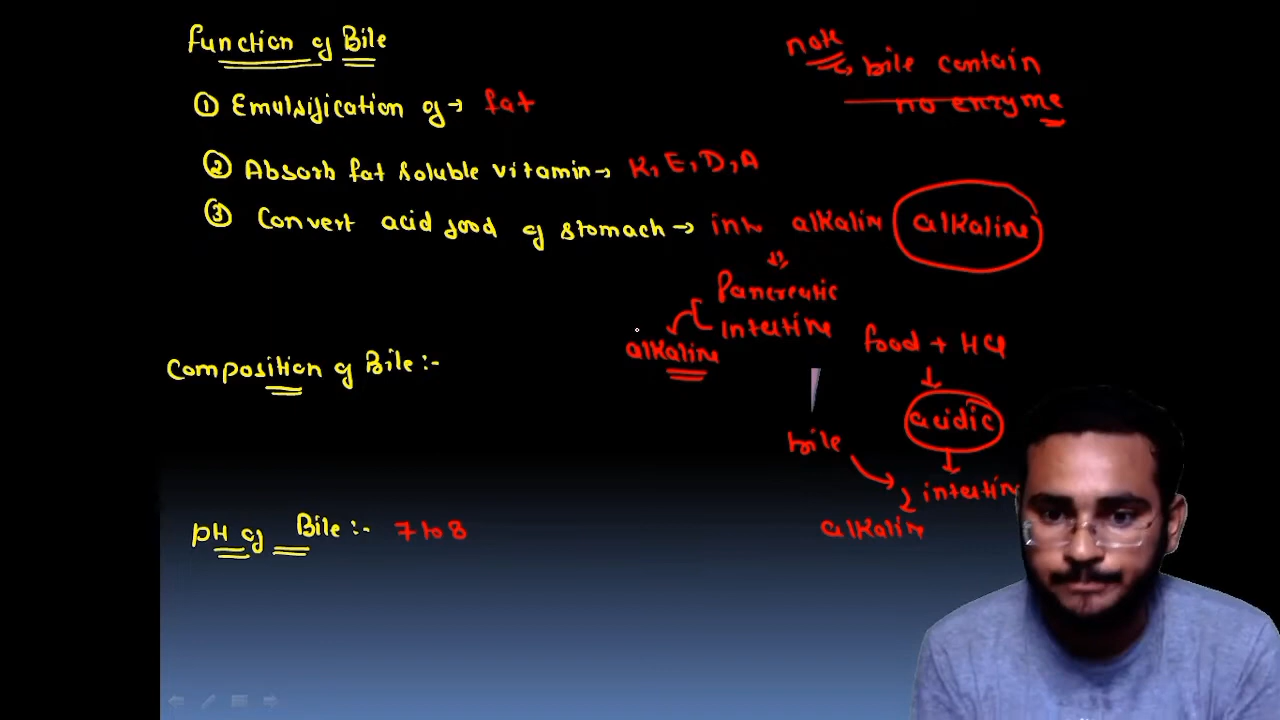 Function of Bile
① Emulsification of → fat
② Absorb fat soluble vitamin → K, E, D, A
③ Convert acid food of stomach → into alkalin alkaline
note
bile contain
no enzyme
Pancreatic
Intestine
alkaline
food + HCl
acidic
bile
intestine
alkalin
Composition of Bile :-
pH of Bile :- 7 to 8